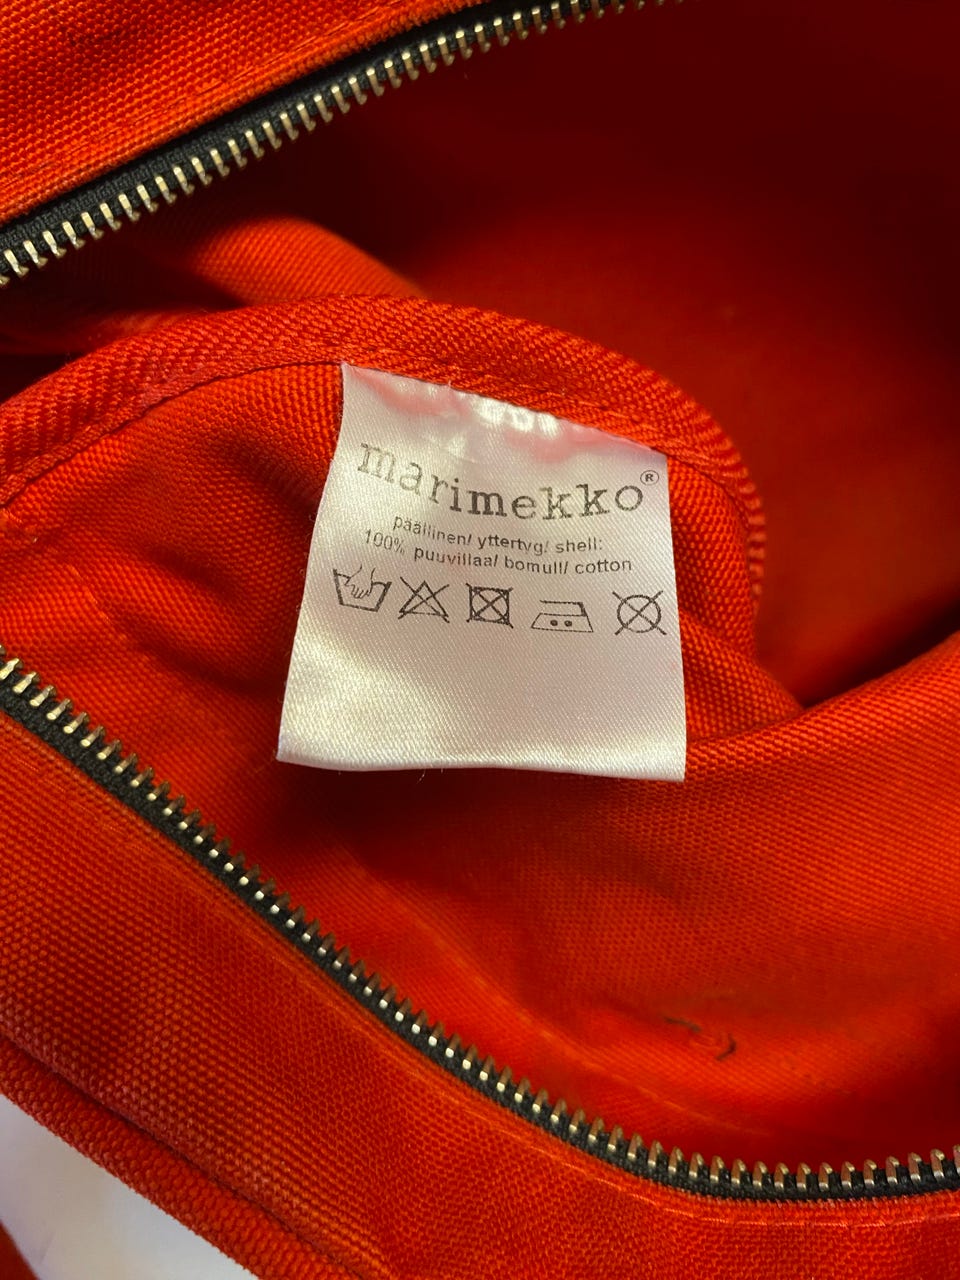 marimekko®
päällinen/ yttertyg/ shell:
100% puuvillaa/ bomull/ cotton